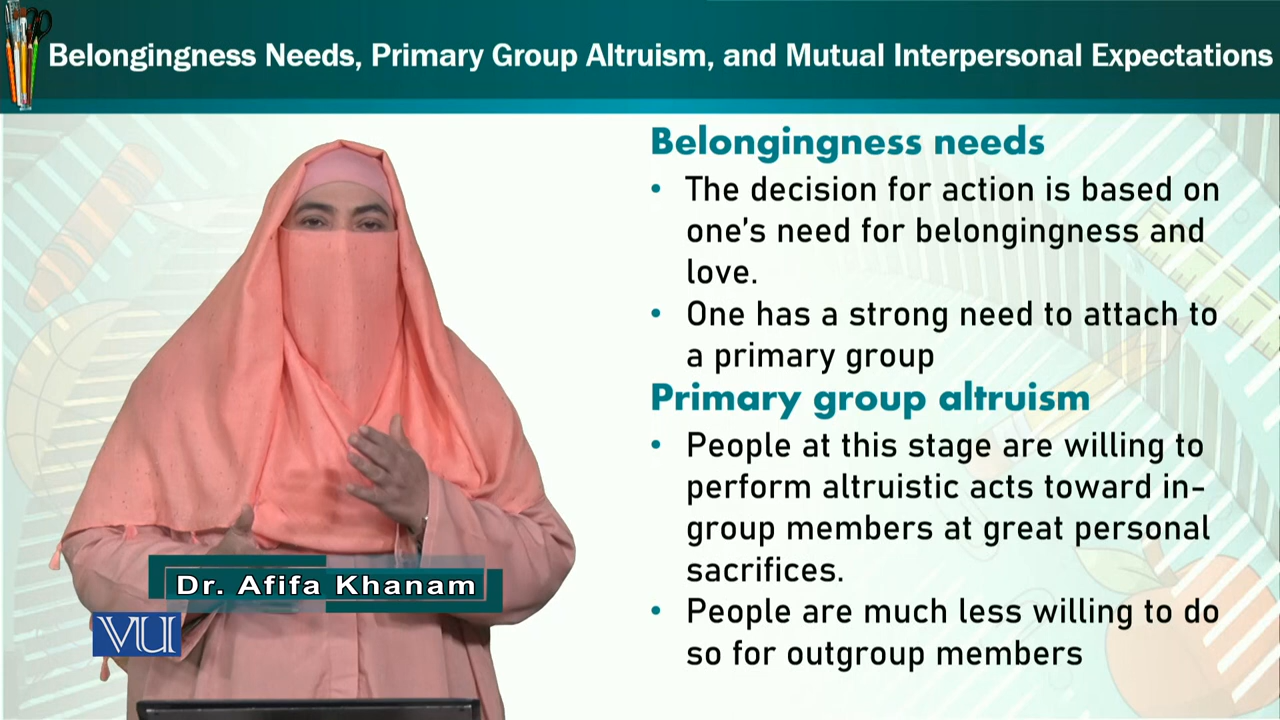 Belongingness Needs, Primary Group Altruism, and Mutual Interpersonal Expectations
Belongingness needs
• The decision for action is based on
one's need for belongingness and
love.
• One has a strong need to attach to
a primary group
Primary group altruism
• People at this stage are willing to
perform altruistic acts toward in-
group members at great personal
sacrifices.
• People are much less willing to do
so for outgroup members
Dr. Afifa Khanam
VU